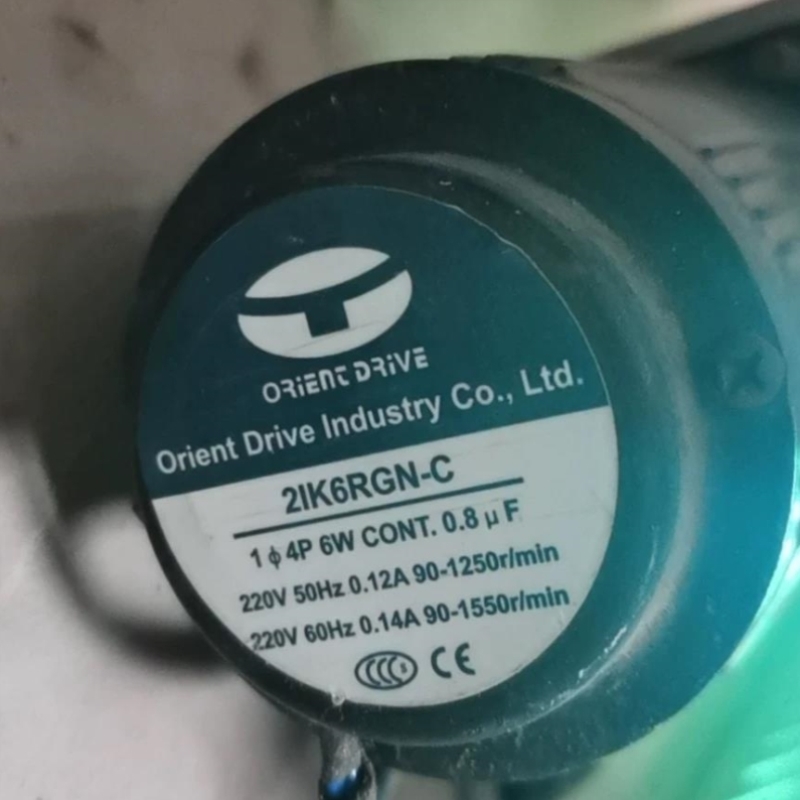 ORiENT DRiVE
Orient Drive Industry Co., Ltd.
2IK6RGN-C
1 ϕ 4P 6W CONT. 0.8 μ F
220V 50Hz 0.12A 90-1250r/min
220V 60Hz 0.14A 90-1550r/min
CCC S CE